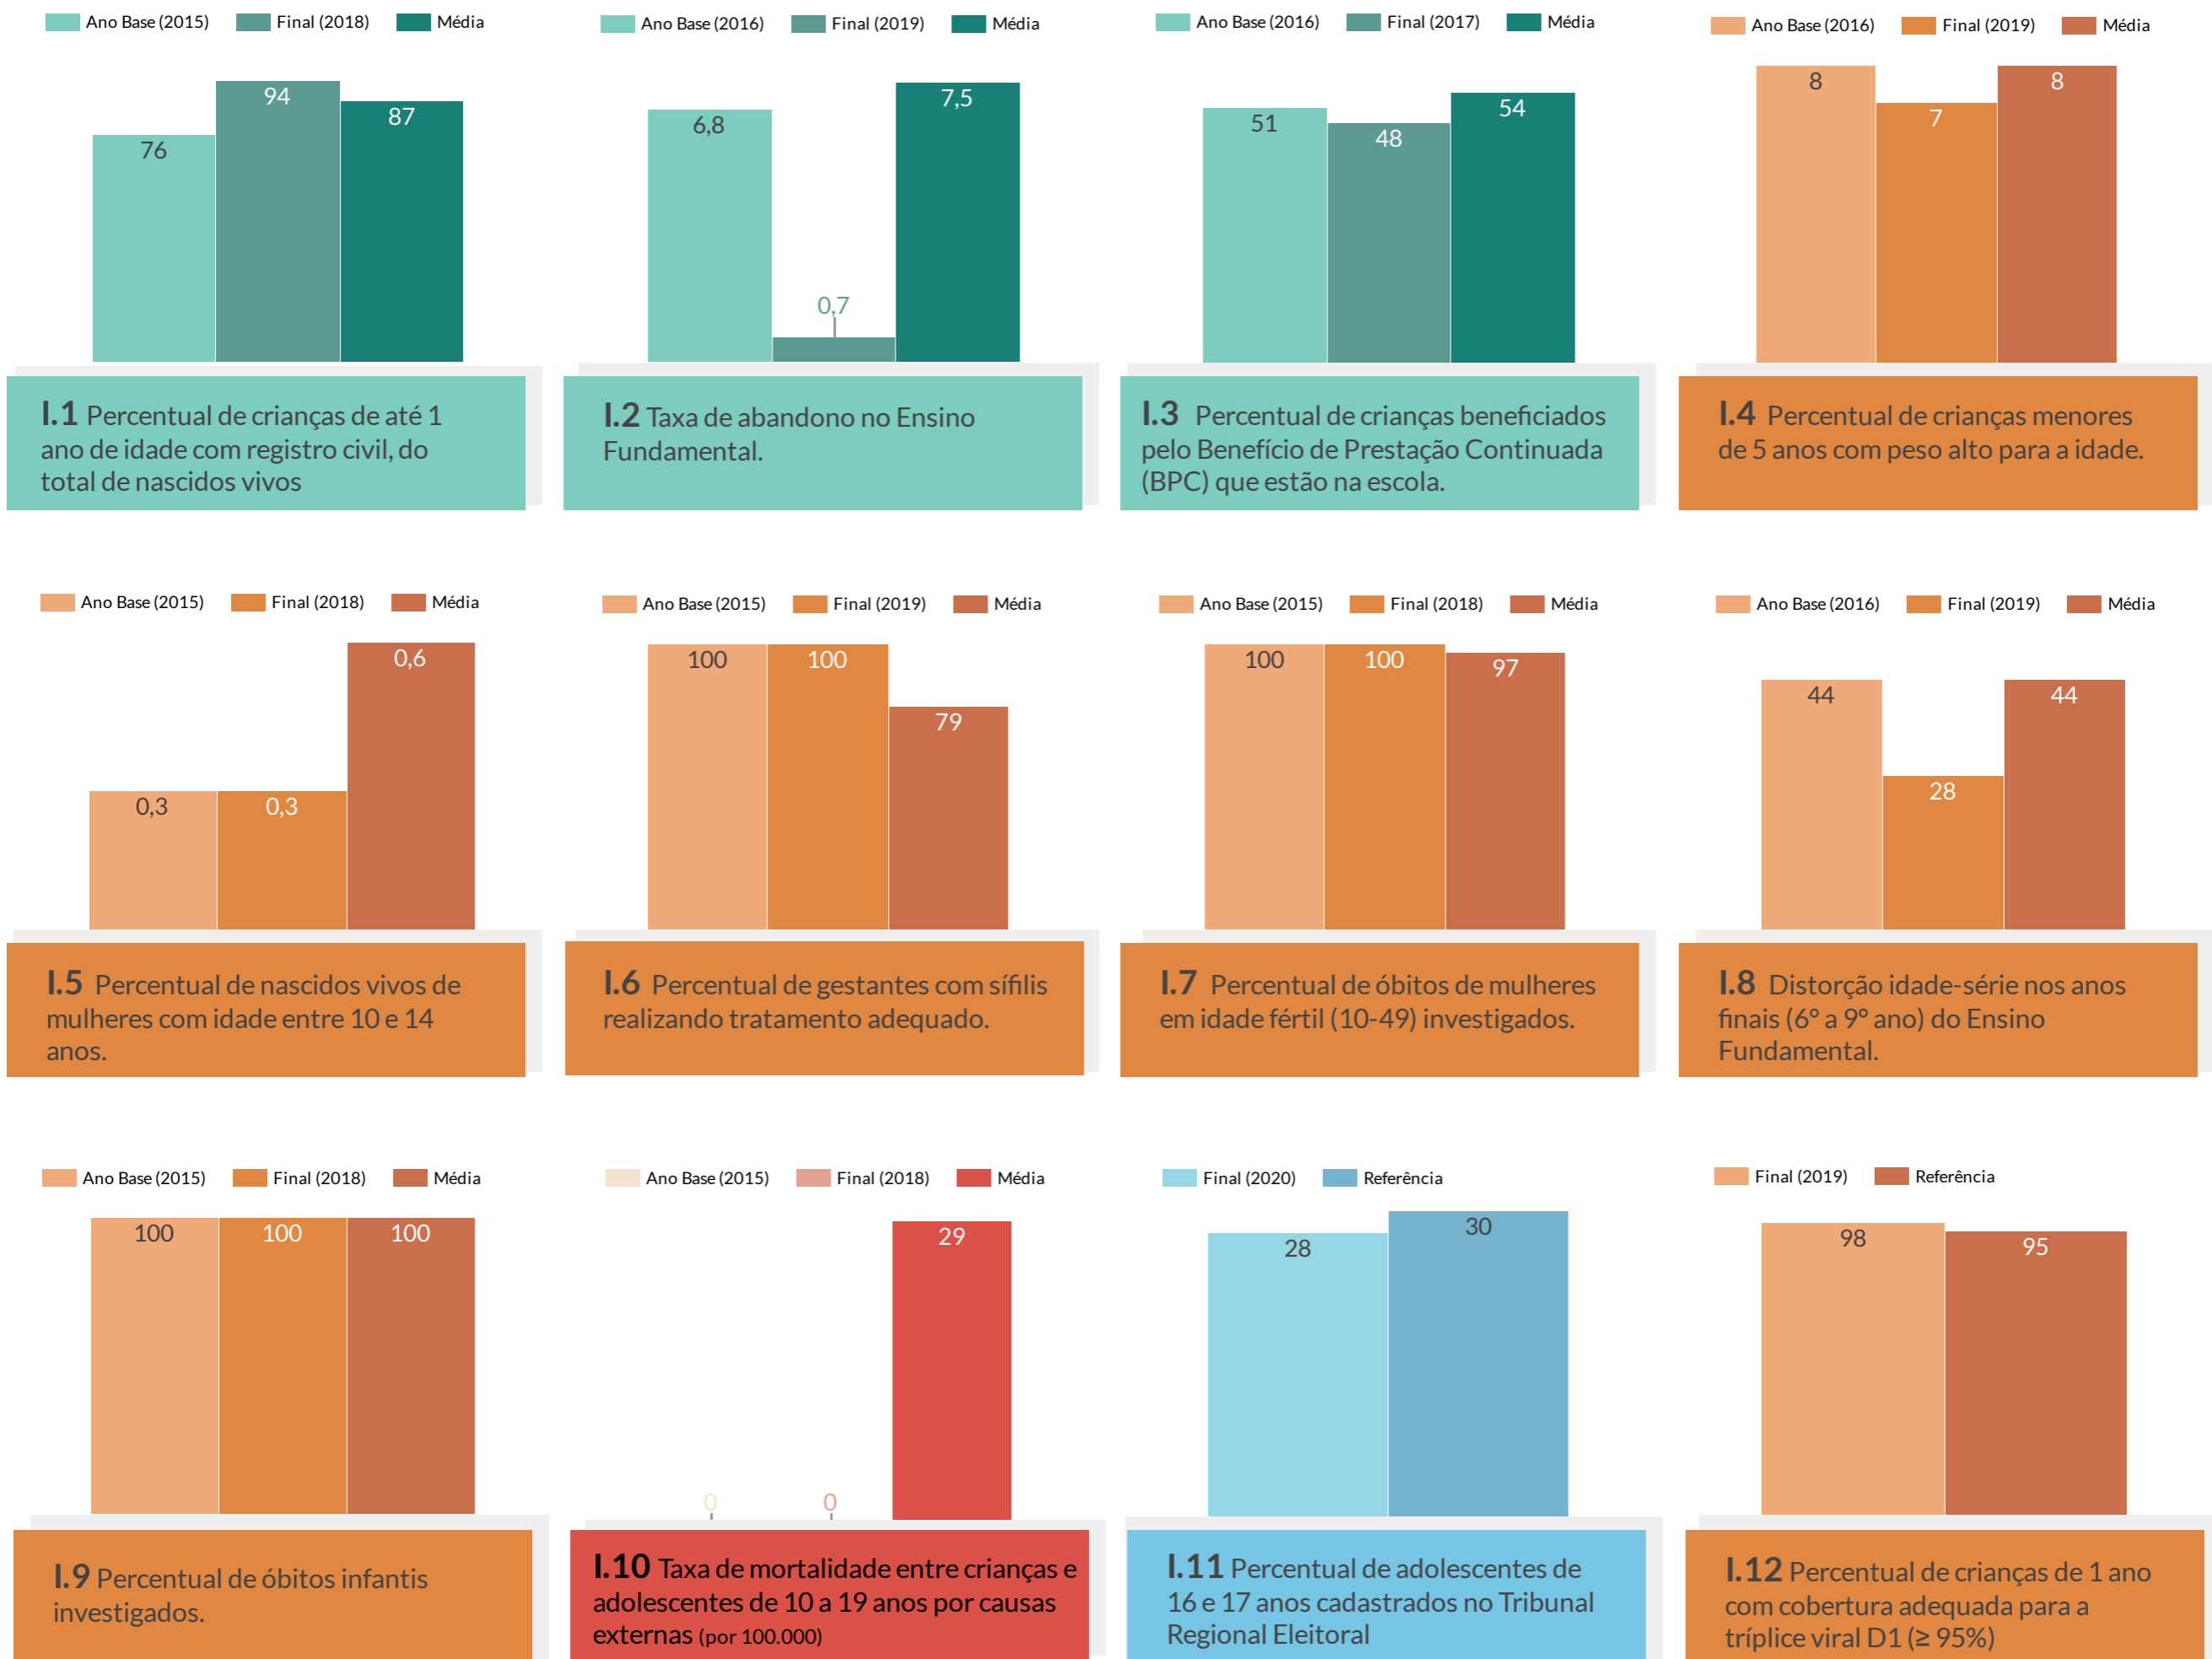 Ano Base (2015) Final (2018) Média
94
87
76
I.1 Percentual de crianças de até 1
ano de idade com registro civil, do
total de nascidos vivos
Ano Base (2016) Final (2019) Média
7,5
6,8
0,7
I.2 Taxa de abandono no Ensino
Fundamental.
Ano Base (2016) Final (2017) Média
54
51
48
I.3 Percentual de crianças beneficiados
pelo Benefício de Prestação Continuada
(BPC) que estão na escola.
Ano Base (2016) Final (2019) Média
8 8
7
I.4 Percentual de crianças menores
de 5 anos com peso alto para a idade.
Ano Base (2015) Final (2018) Média
0,6
0,3 0,3
I.5 Percentual de nascidos vivos de
mulheres com idade entre 10 e 14
anos.
Ano Base (2015) Final (2019) Média
100 100
79
I.6 Percentual de gestantes com sífilis
realizando tratamento adequado.
Ano Base (2015) Final (2018) Média
100 100 97
I.7 Percentual de óbitos de mulheres
em idade fértil (10-49) investigados.
Ano Base (2016) Final (2019) Média
44 44
28
I.8 Distorção idade-série nos anos
finais (6° a 9° ano) do Ensino
Fundamental.
Ano Base (2015) Final (2018) Média
100 100 100
I.9 Percentual de óbitos infantis
investigados.
Ano Base (2015) Final (2018) Média
29
0 0
I.10 Taxa de mortalidade entre crianças e
adolescentes de 10 a 19 anos por causas
externas (por 100.000)
Final (2020) Referência
30
28
I.11 Percentual de adolescentes de
16 e 17 anos cadastrados no Tribunal
Regional Eleitoral
Final (2019) Referência
98 95
I.12 Percentual de crianças de 1 ano
com cobertura adequada para a
tríplice viral D1 (≥ 95%)